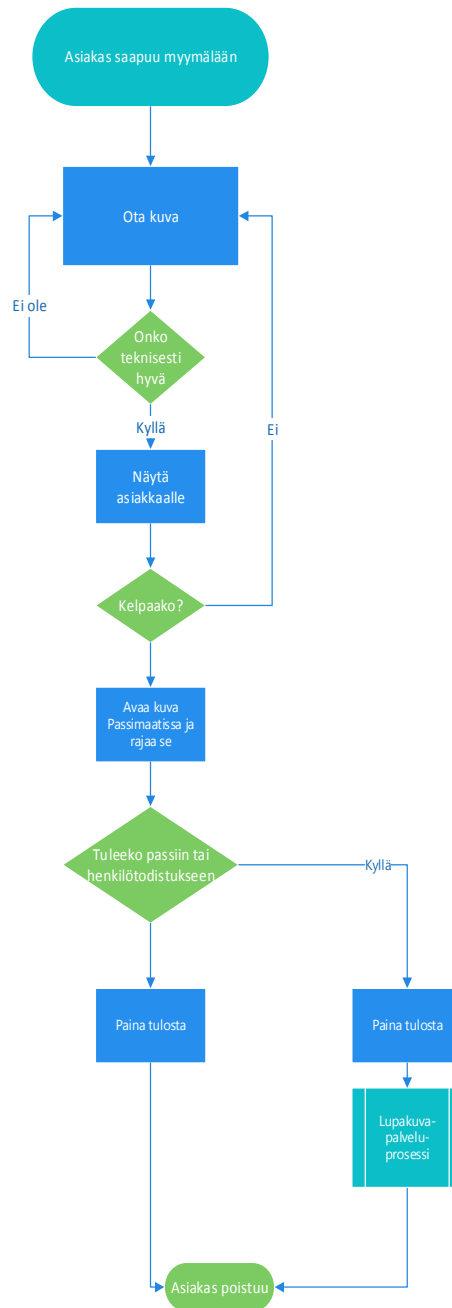 Asiakas saapuu myymälään
Ota kuva
Ei ole
Onko
teknisesti
hyvä
Kyllä
Ei
Näytä
asiakkaalle
Kelpaako?
Avaa kuva
Passimaatissa ja
rajaa se
Tuleeko passiin tai
henkilötodistukseen
Kyllä
Paina tulosta
Paina tulosta
Lupakuva-
palvelu-
prosessi
Asiakas poistuu